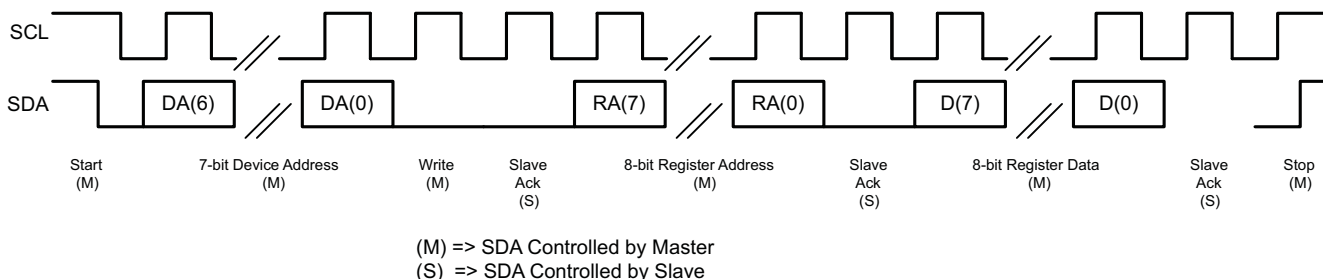 SCL
SDA
DA(6)
DA(0)
RA(7)
RA(0)
D(7)
D(0)
Start
(M)
7-bit Device Address
(M)
Write
(M)
Slave
Ack
(S)
8-bit Register Address
(M)
Slave
Ack
(S)
8-bit Register Data
(M)
Slave
Ack
(S)
Stop
(M)
(M) => SDA Controlled by Master
(S) => SDA Controlled by Slave